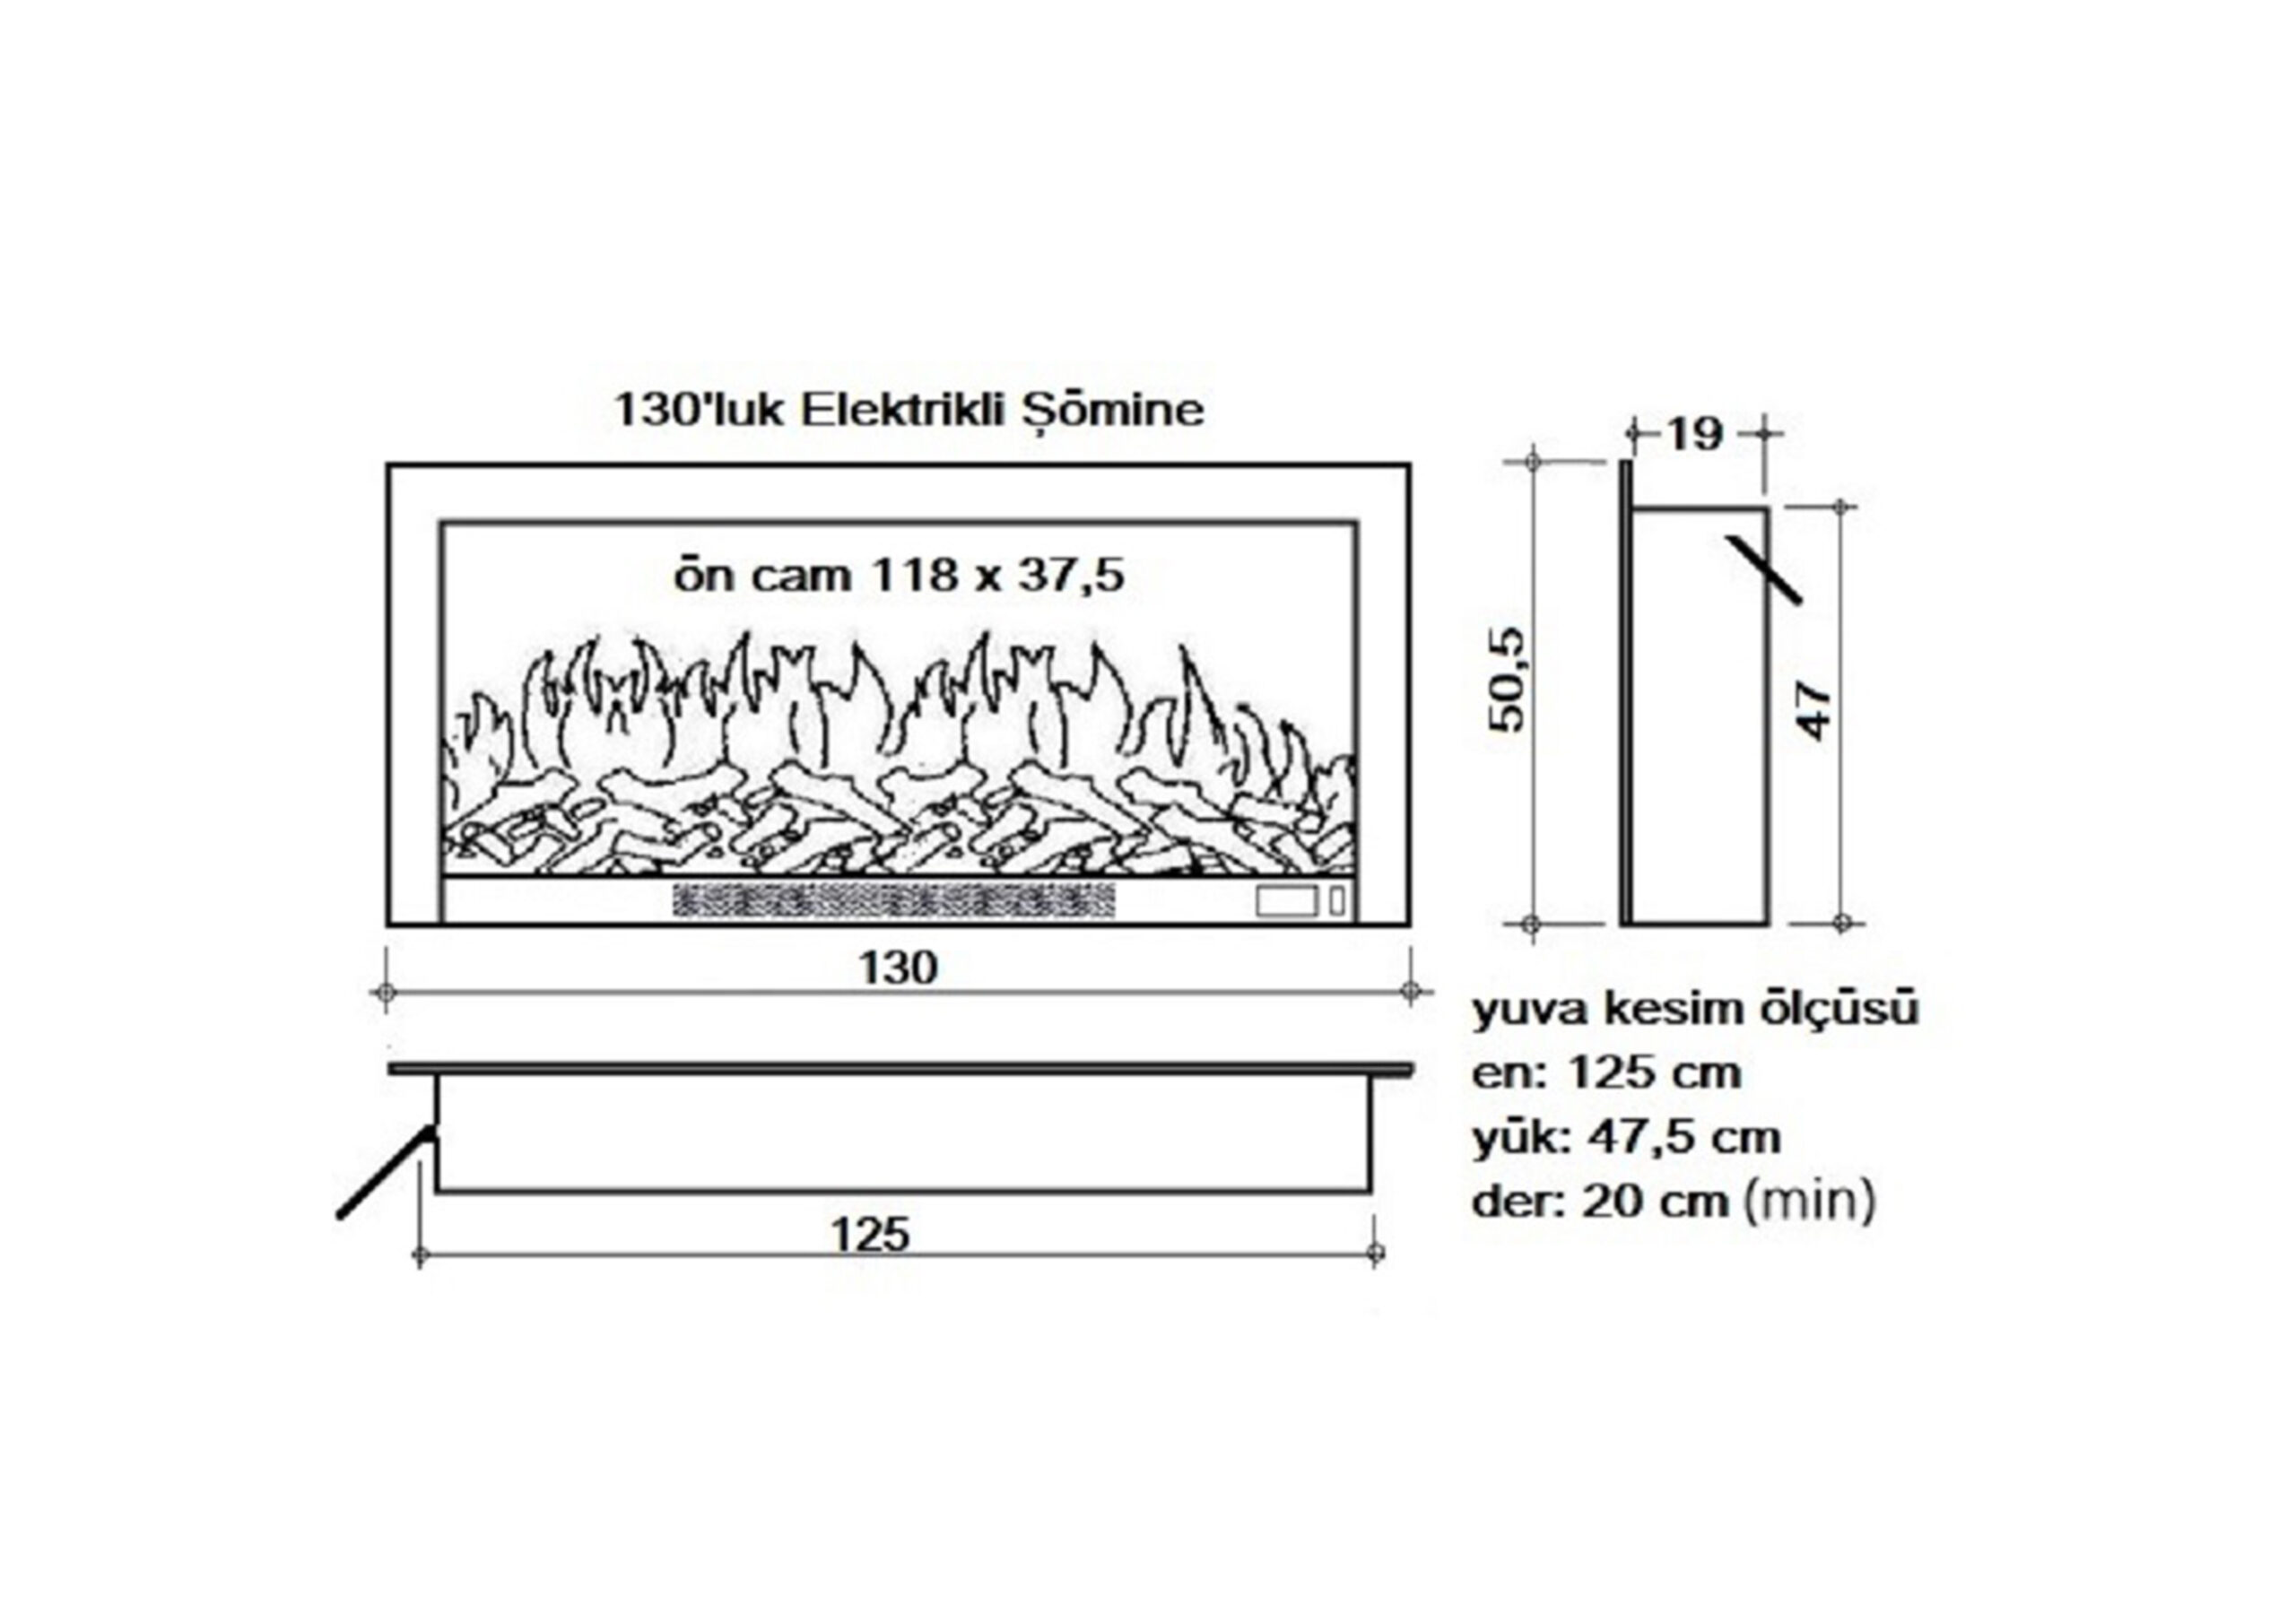 130'luk Elektrikli Şōmine
19
ōn cam 118 x 37,5
50,5
47
130
yuva kesim ōlçūsū
en: 125 cm
yūk: 47,5 cm
der: 20 cm (min)
125